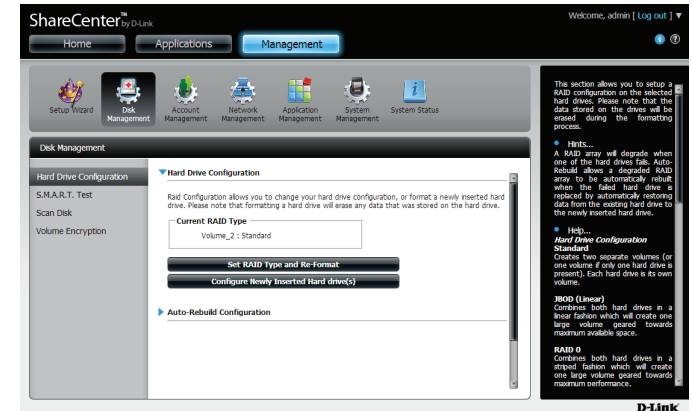 ShareCenter™ by D-Link
Welcome, admin [ Log out ] ▼
Home
Applications
Management
Setup Wizard
Disk
Management
Account
Management
Network
Management
Application
Management
System
Management
System Status
Disk Management
Hard Drive Configuration
S.M.A.R.T. Test
Scan Disk
Volume Encryption
Hard Drive Configuration
Raid Configuration allows you to change your hard drive configuration, or format a newly inserted hard
drive. Please note that formatting a hard drive will erase any data that was stored on the hard drive.
Current RAID Type
Volume_2 : Standard
Set RAID Type and Re-Format
Configure Newly Inserted Hard drive(s)
Auto-Rebuild Configuration
This section allows you to setup a
RAID configuration on the selected
hard drives. Please note that the
data stored on the drives will be
erased during the formatting
process.
Hints...
A RAID array will degrade when
one of the hard drives fails. Auto-
Rebuild allows a degraded RAID
array to be automatically rebuilt
when the failed hard drive is
replaced by automatically restoring
data from the existing hard drive to
the newly inserted hard drive.
Help...
Hard Drive Configuration
Standard
Creates two separate volumes (or
one volume if only one hard drive is
present). Each hard drive is its own
volume.
JBOD (Linear)
Combines both hard drives in a
linear fashion which will create one
large volume geared towards
maximum available space.
RAID 0
Combines both hard drives in a
striped fashion which will create
one large volume geared towards
maximum performance.
D-Link